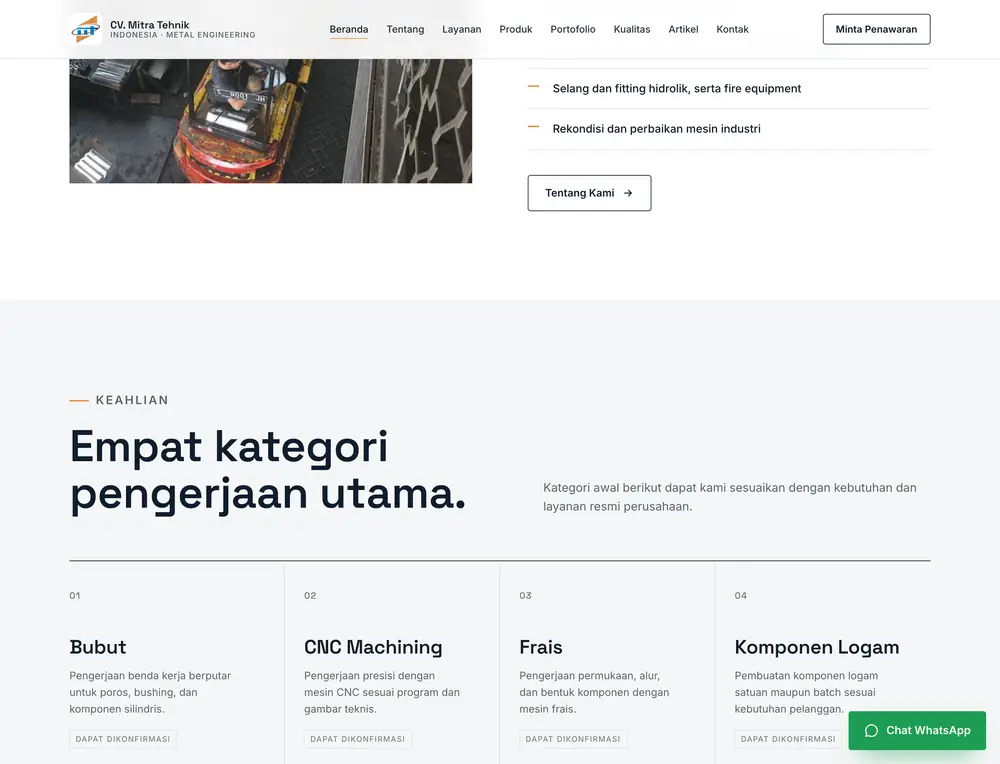 CV. Mitra Tehnik
INDONESIA · METAL ENGINEERING
Beranda
Tentang
Layanan
Produk
Portofolio
Kualitas
Artikel
Kontak
Minta Penawaran
Selang dan fitting hidrolik, serta fire equipment
Rekondisi dan perbaikan mesin industri
Tentang Kami →
KEAHLIAN
Empat kategori
pengerjaan utama.
Kategori awal berikut dapat kami sesuaikan dengan kebutuhan dan
layanan resmi perusahaan.
01
Bubut
Pengerjaan benda kerja berputar
untuk poros, bushing, dan
komponen silindris.
DAPAT DIKONFIRMASI
02
CNC Machining
Pengerjaan presisi dengan
mesin CNC sesuai program dan
gambar teknis.
DAPAT DIKONFIRMASI
03
Frais
Pengerjaan permukaan, alur,
dan bentuk komponen dengan
mesin frais.
DAPAT DIKONFIRMASI
04
Komponen Logam
Pembuatan komponen logam
satuan maupun batch sesuai
kebutuhan pelanggan.
DAPAT DIKONFIRMASI
Chat WhatsApp